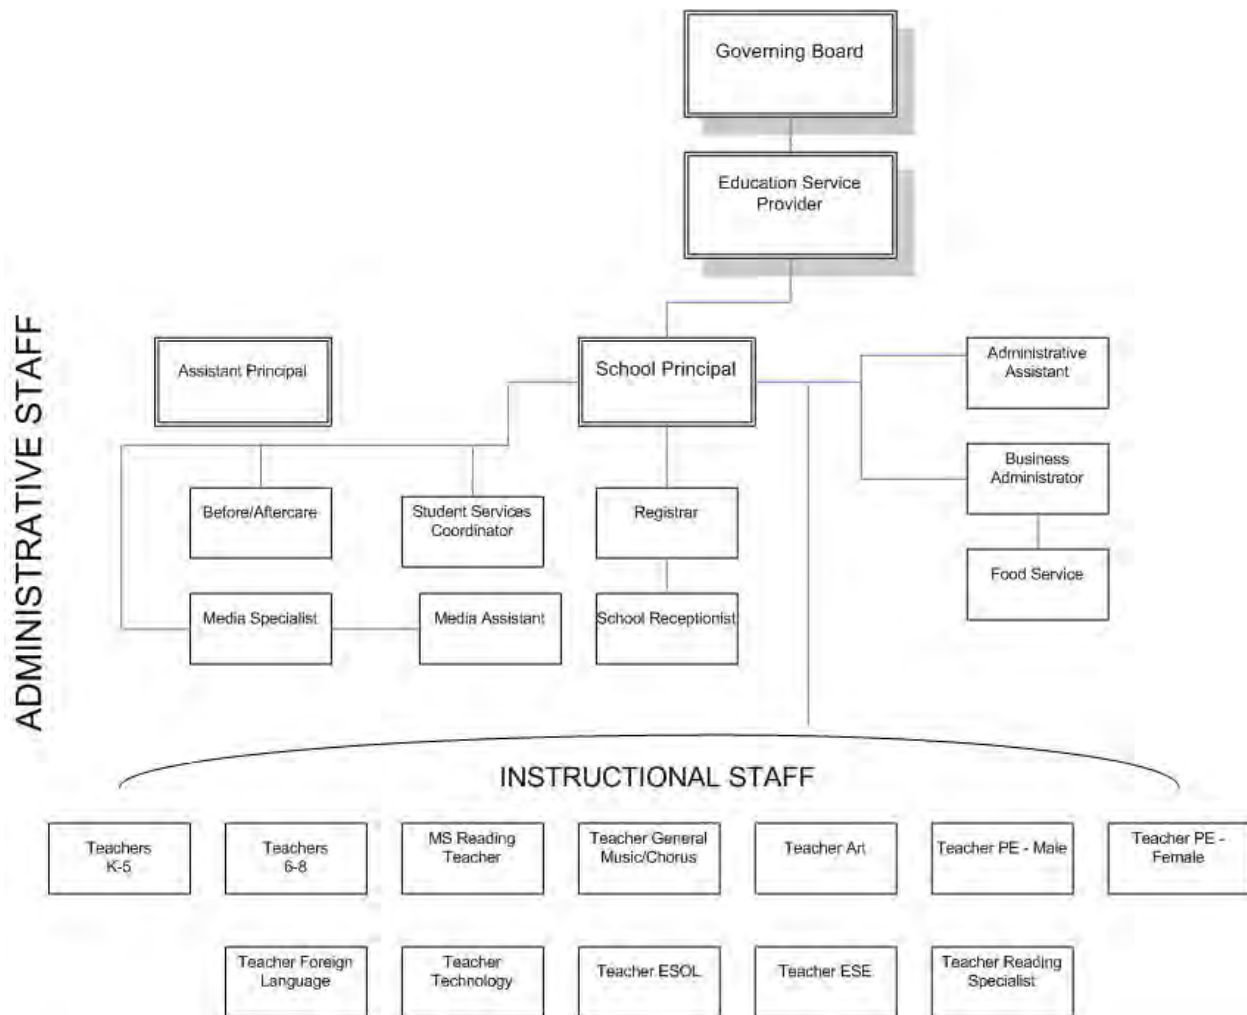 Governing Board
Education Service
Provider
ADMINISTRATIVE STAFF
Assistant Principal
School Principal
Administrative
Assistant
Business
Administrator
Before/Aftercare
Student Services
Coordinator
Registrar
Food Service
Media Specialist
Media Assistant
School Receptionist
INSTRUCTIONAL STAFF
Teachers
K-5
Teachers
6-8
MS Reading
Teacher
Teacher General
Music/Chorus
Teacher Art
Teacher PE - Male
Teacher PE -
Female
Teacher Foreign
Language
Teacher
Technology
Teacher ESOL
Teacher ESE
Teacher Reading
Specialist